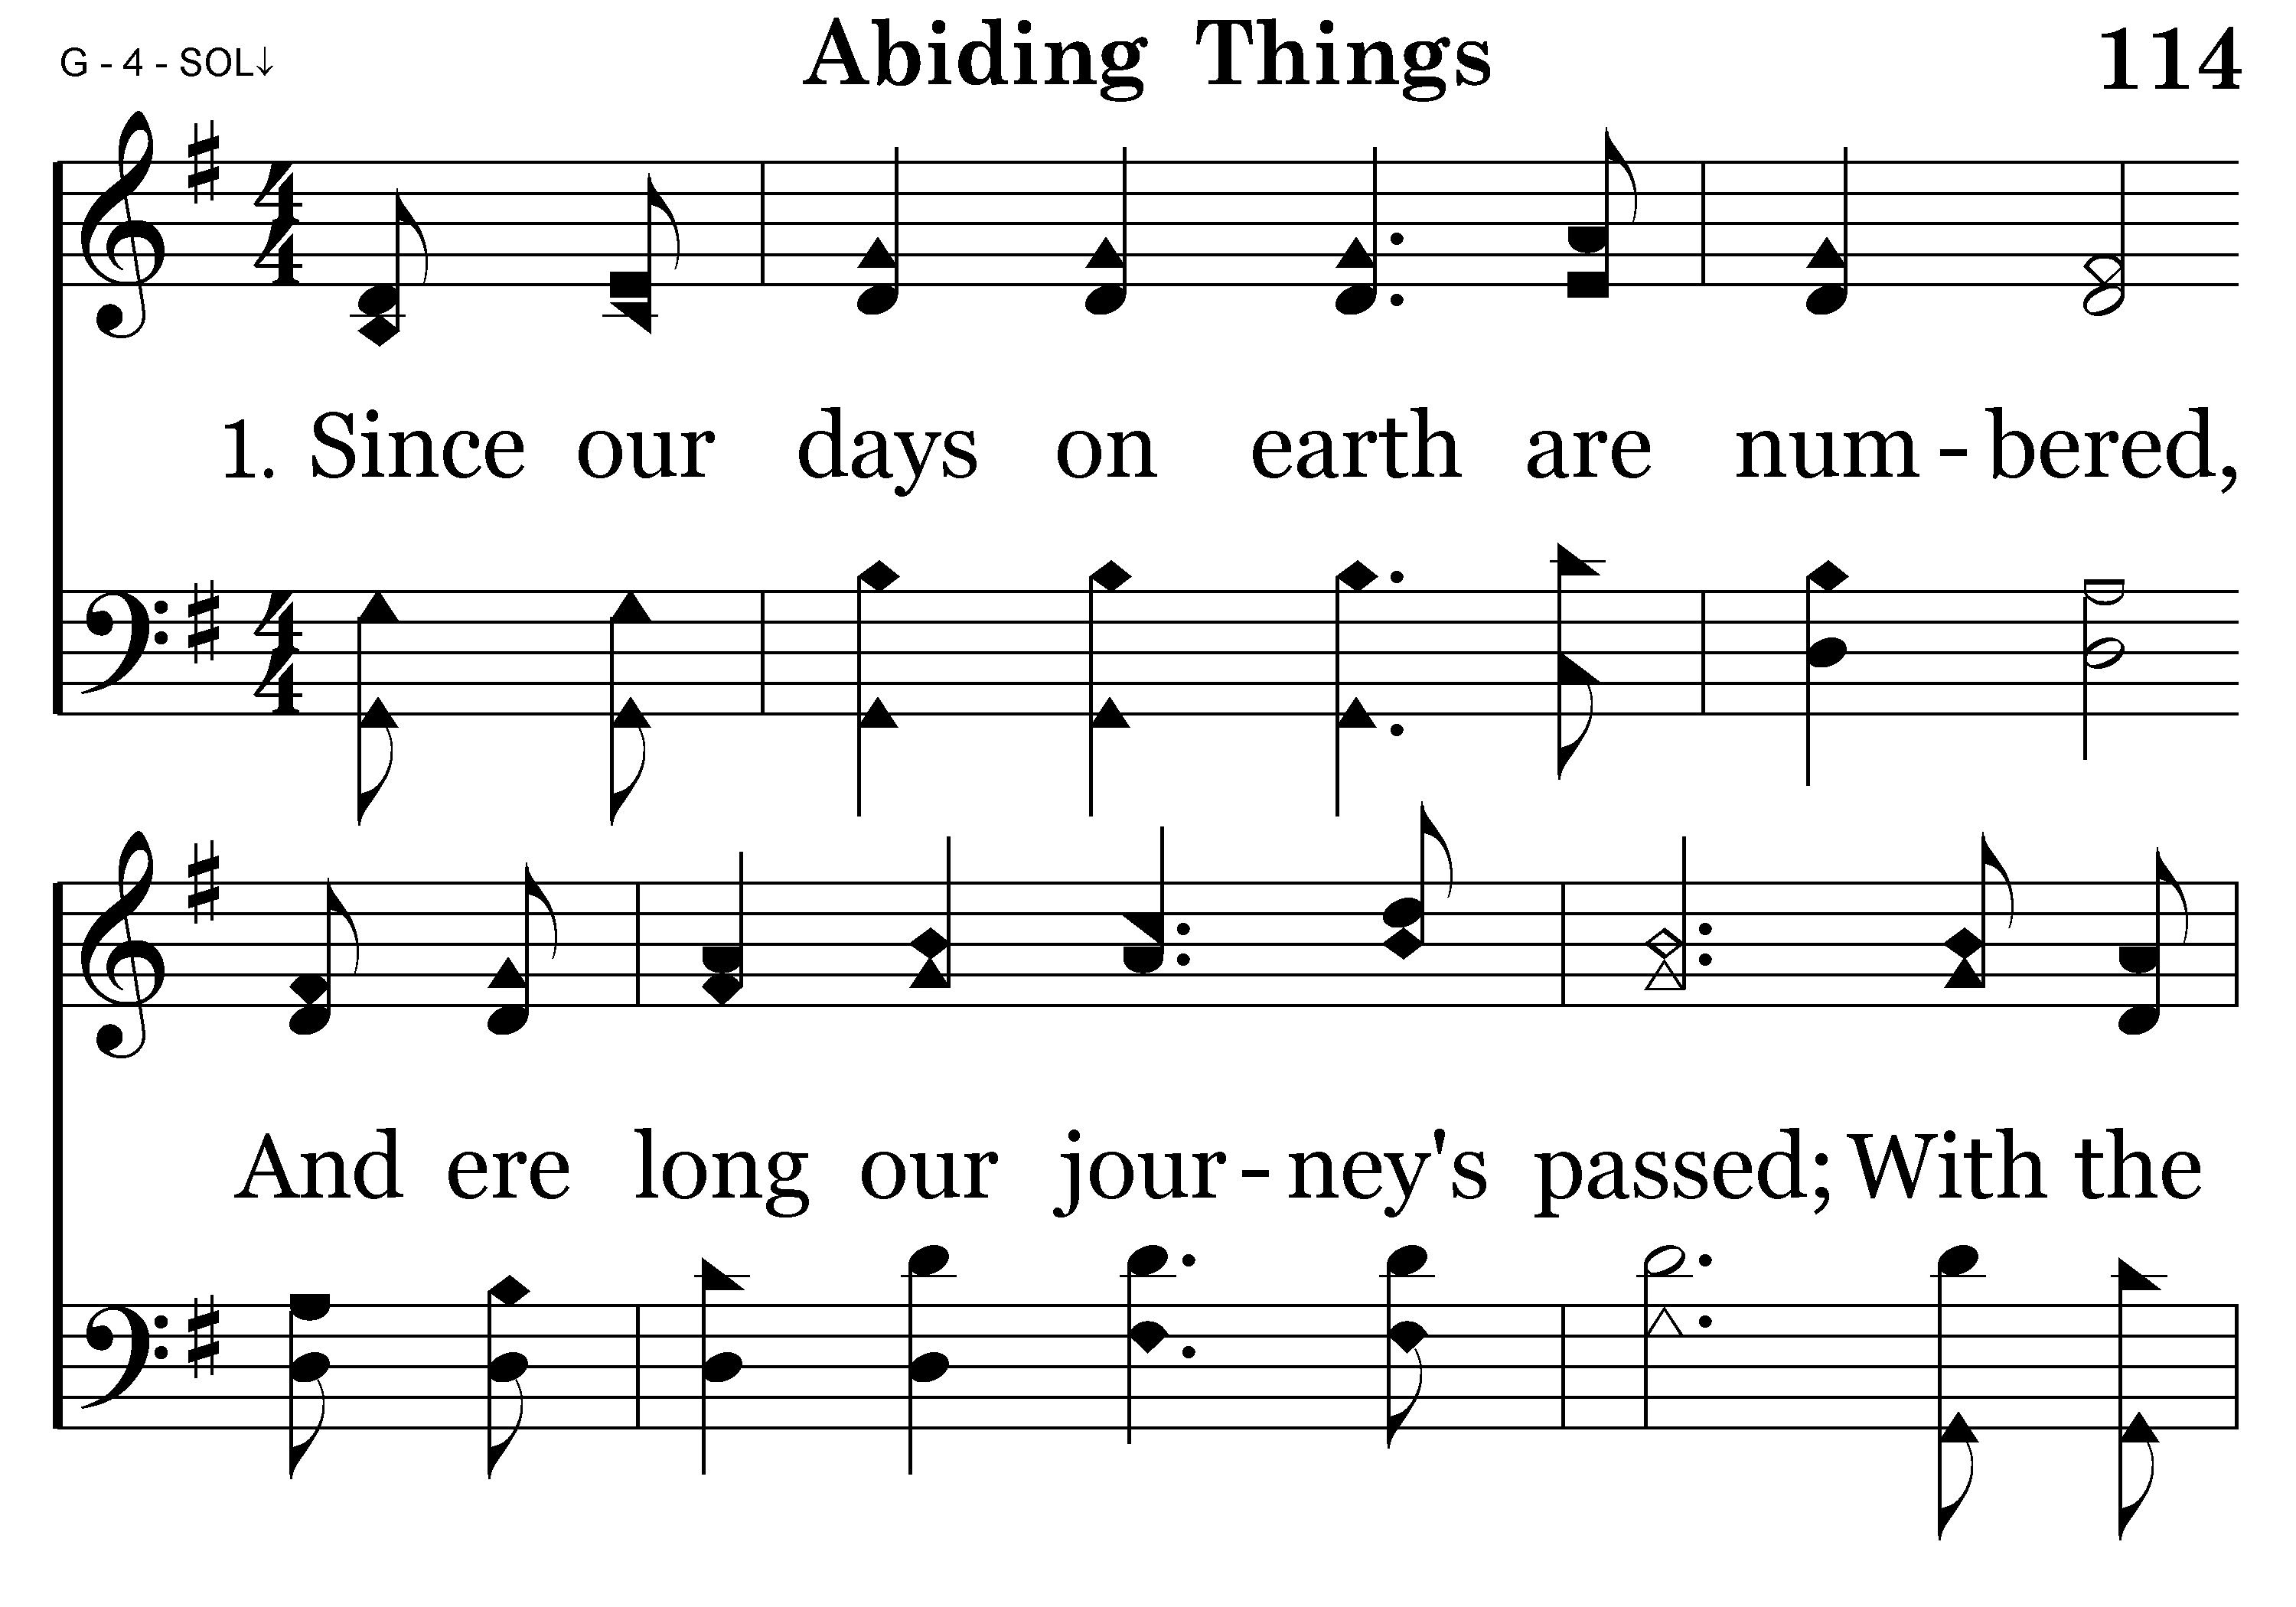 G - 4 - SOL↓ Abiding Things 114
1. Since our days on earth are num - bered,
And ere long our jour - ney's passed; With the